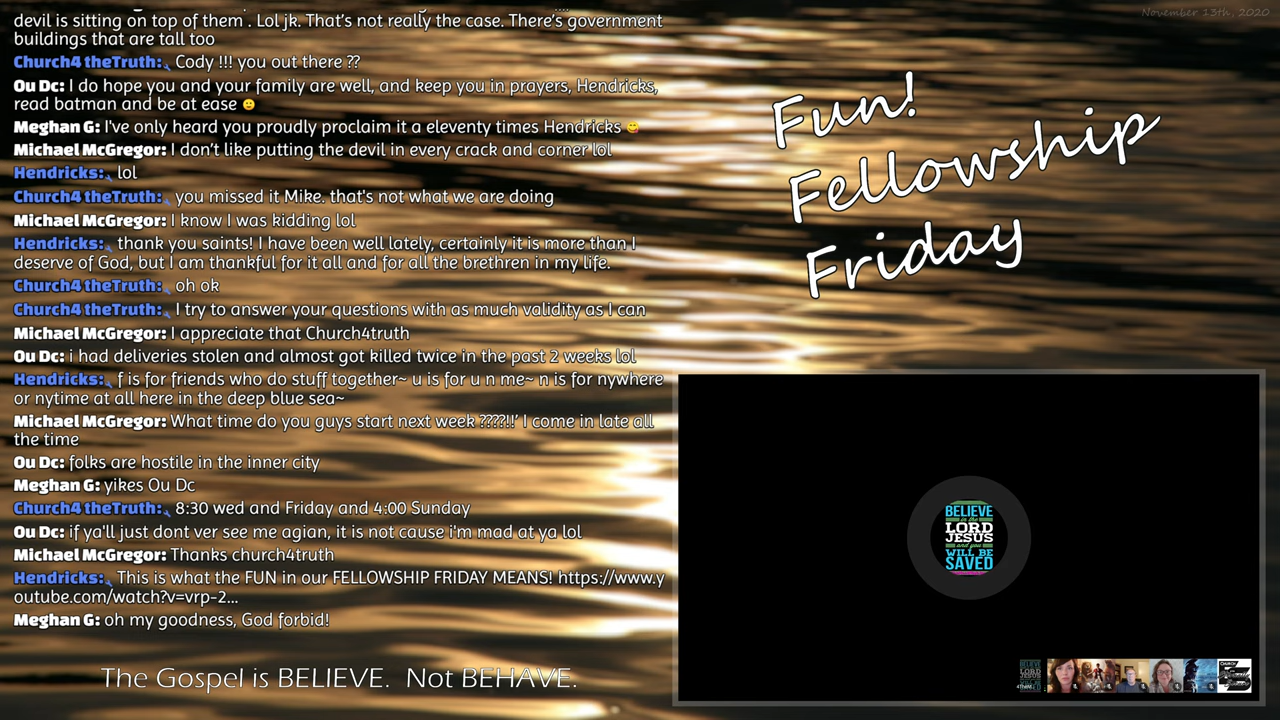 devil is sitting on top of them . Lol jk. That's not really the case. There's government
buildings that are tall too
Church4 theTruth: Cody !!! you out there ??
Ou Dc: I do hope you and your family are well, and keep you in prayers, Hendricks,
read batman and be at ease 🙂
Meghan G: I've only heard you proudly proclaim it a eleventy times Hendricks 😋
Michael McGregor: I don't like putting the devil in every crack and corner lol
Hendricks: lol
Church4 theTruth: you missed it Mike. that's not what we are doing
Michael McGregor: I know I was kidding lol
Hendricks: thank you saints! I have been well lately, certainly it is more than I
deserve of God, but I am thankful for it all and for all the brethren in my life.
Church4 theTruth: oh ok
Church4 theTruth: I try to answer your questions with as much validity as I can
Michael McGregor: I appreciate that Church4truth
Ou Dc: i had deliveries stolen and almost got killed twice in the past 2 weeks lol
Hendricks: f is for friends who do stuff together~ u is for u n me~ n is for nywhere
or nytime at all here in the deep blue sea~
Michael McGregor: What time do you guys start next week ????!!' I come in late all
the time
Ou Dc: folks are hostile in the inner city
Meghan G: yikes Ou Dc
Church4 theTruth: 8:30 wed and Friday and 4:00 Sunday
Ou Dc: if ya'll just dont ver see me agian, it is not cause i'm mad at ya lol
Michael McGregor: Thanks church4truth
Hendricks: This is what the FUN in our FELLOWSHIP FRIDAY MEANS! https://www.y
outube.com/watch?v=vrp-2...
Meghan G: oh my goodness, God forbid!
The Gospel is BELIEVE. Not BEHAVE.
November 13th, 2020
Fun!
Fellowship
Friday
BELIEVE
in the
LORD
JESUS
and you
WILL BE
SAVED